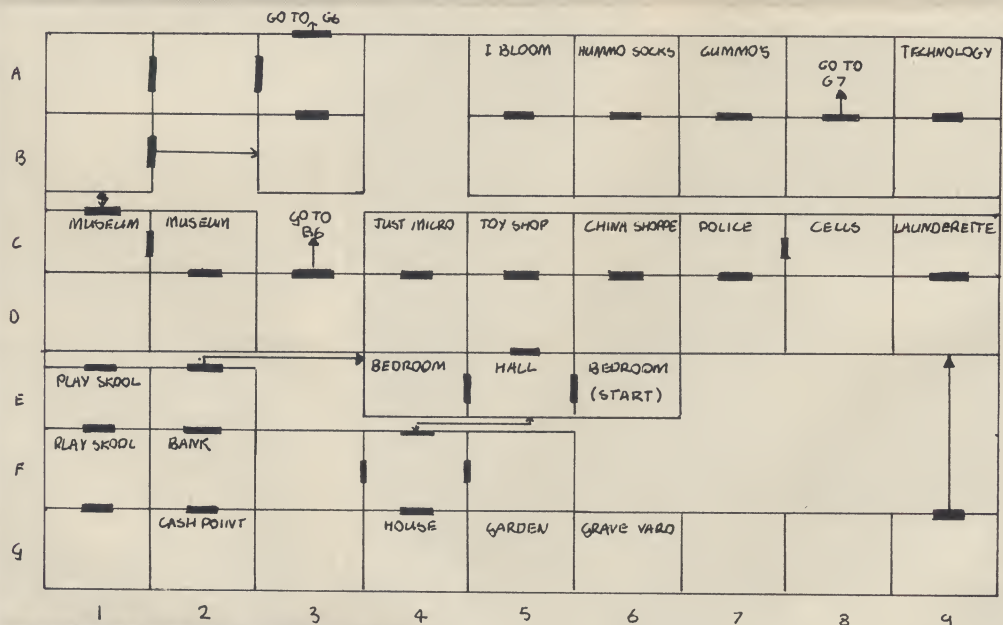 GO TO G6
A
I BLOOM
HUMMO SOCKS
GUMMO'S
GO TO
G7
TECHNOLOGY
B
C
MUSEUM
MUSEUM
GO TO
B6
JUST MICRO
TOY SHOP
CHINA SHOPPE
POLICE
CELLS
LAUNDERETTE
D
E
PLAY SKOOL
BEDROOM
HALL
BEDROOM
(START)
F
PLAY SKOOL
BANK
G
CASH POINT
HOUSE
GARDEN
GRAVE YARD
1 2 3 4 5 6 7 8 9